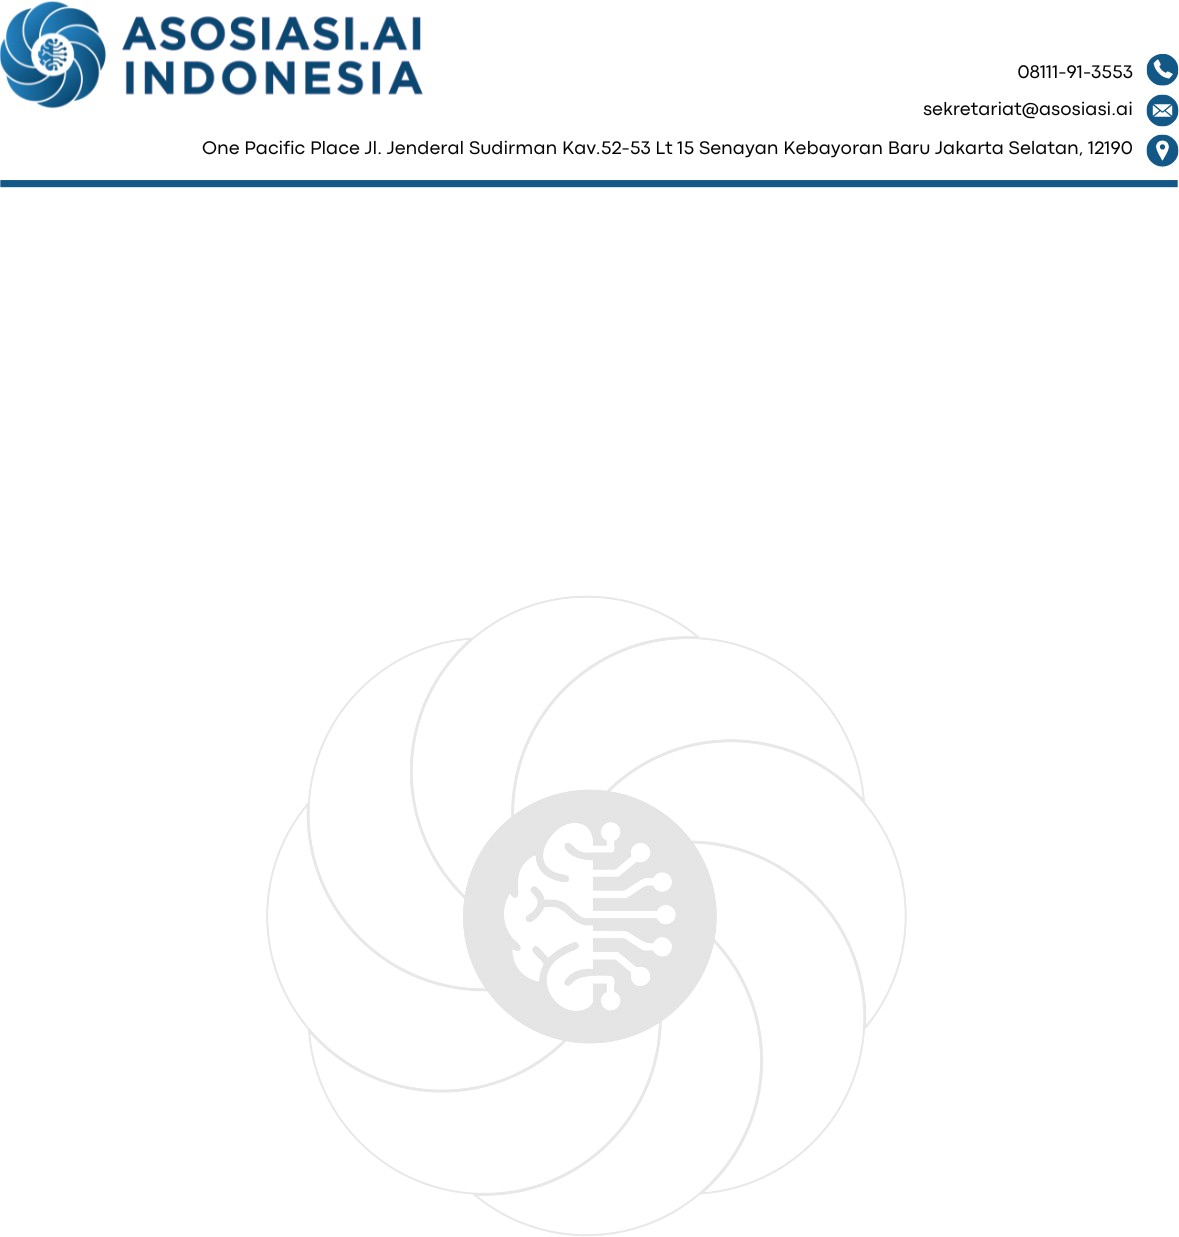 ASOSIASI.AI
INDONESIA
08111-91-3553
sekretariat@asosiasi.ai
One Pacific Place Jl. Jenderal Sudirman Kav.52-53 Lt 15 Senayan Kebayoran Baru Jakarta Selatan, 12190